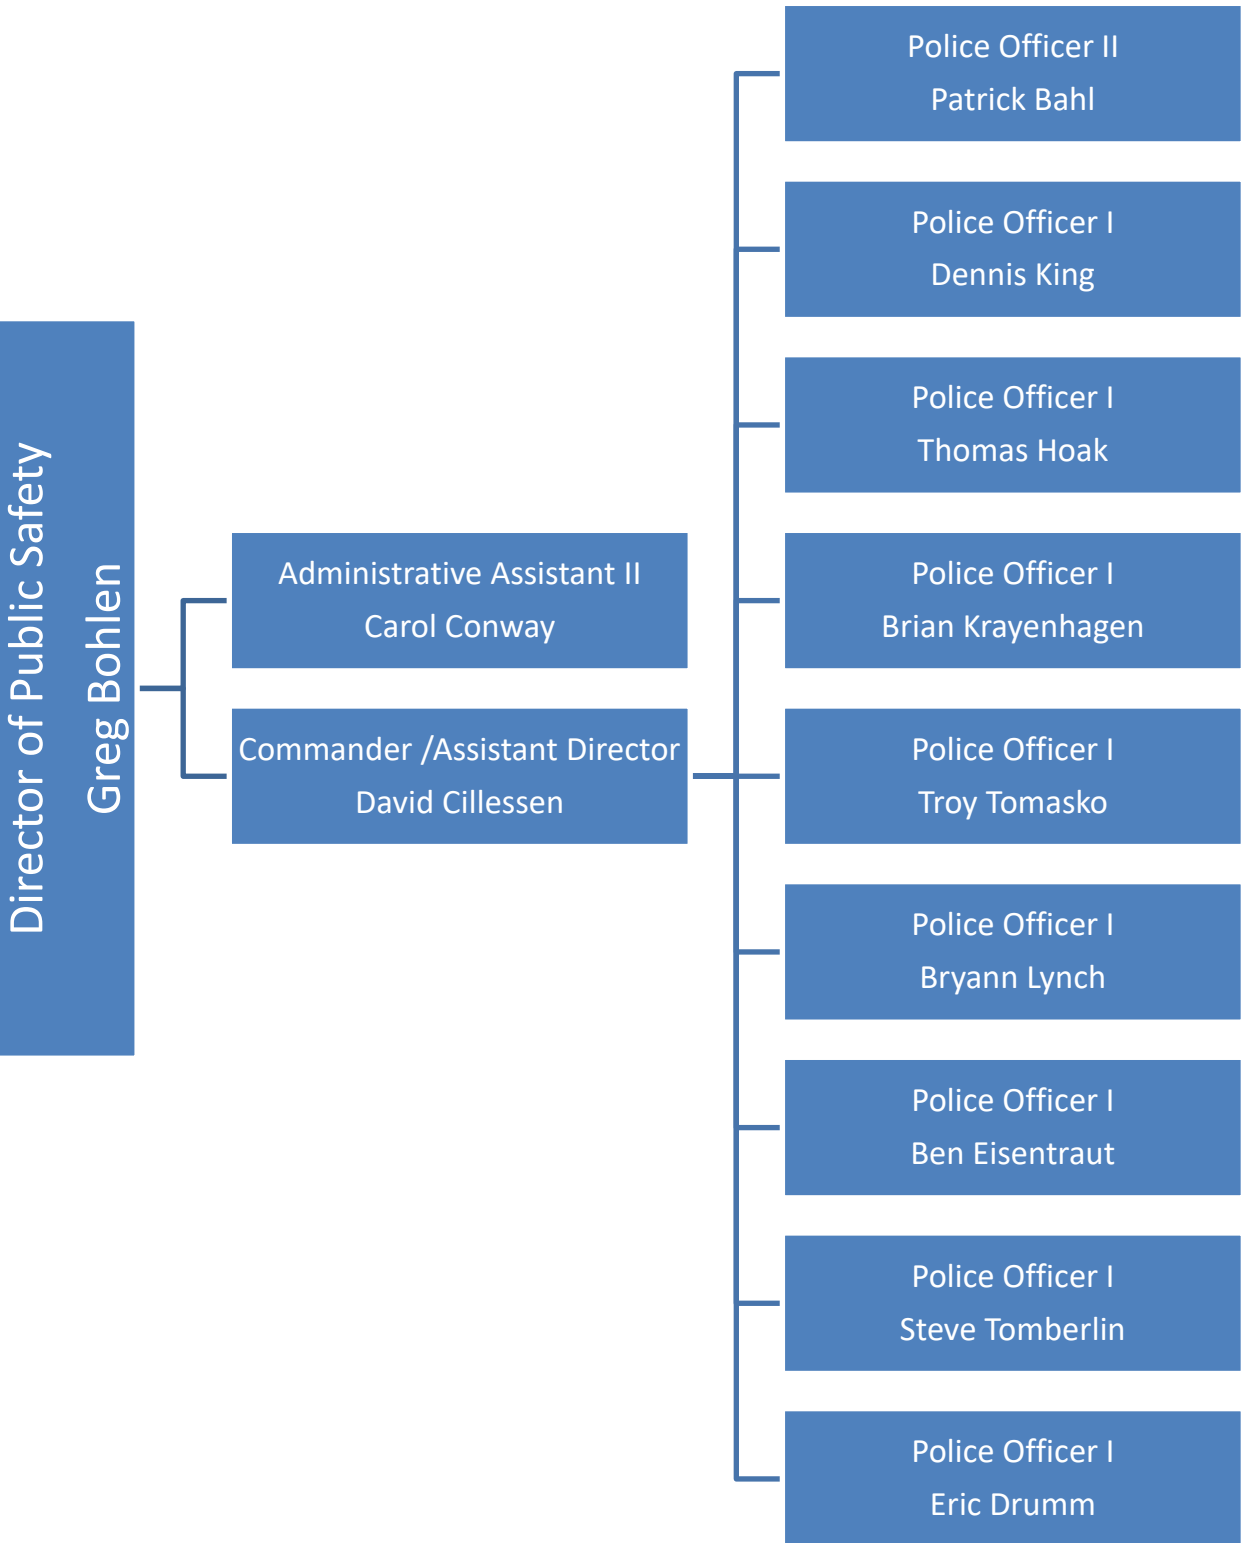 Director of Public Safety
Greg Bohlen
Administrative Assistant II
Carol Conway
Commander /Assistant Director
David Cillessen
Police Officer II
Patrick Bahl
Police Officer I
Dennis King
Police Officer I
Thomas Hoak
Police Officer I
Brian Krayenhagen
Police Officer I
Troy Tomasko
Police Officer I
Bryann Lynch
Police Officer I
Ben Eisentraut
Police Officer I
Steve Tomberlin
Police Officer I
Eric Drumm